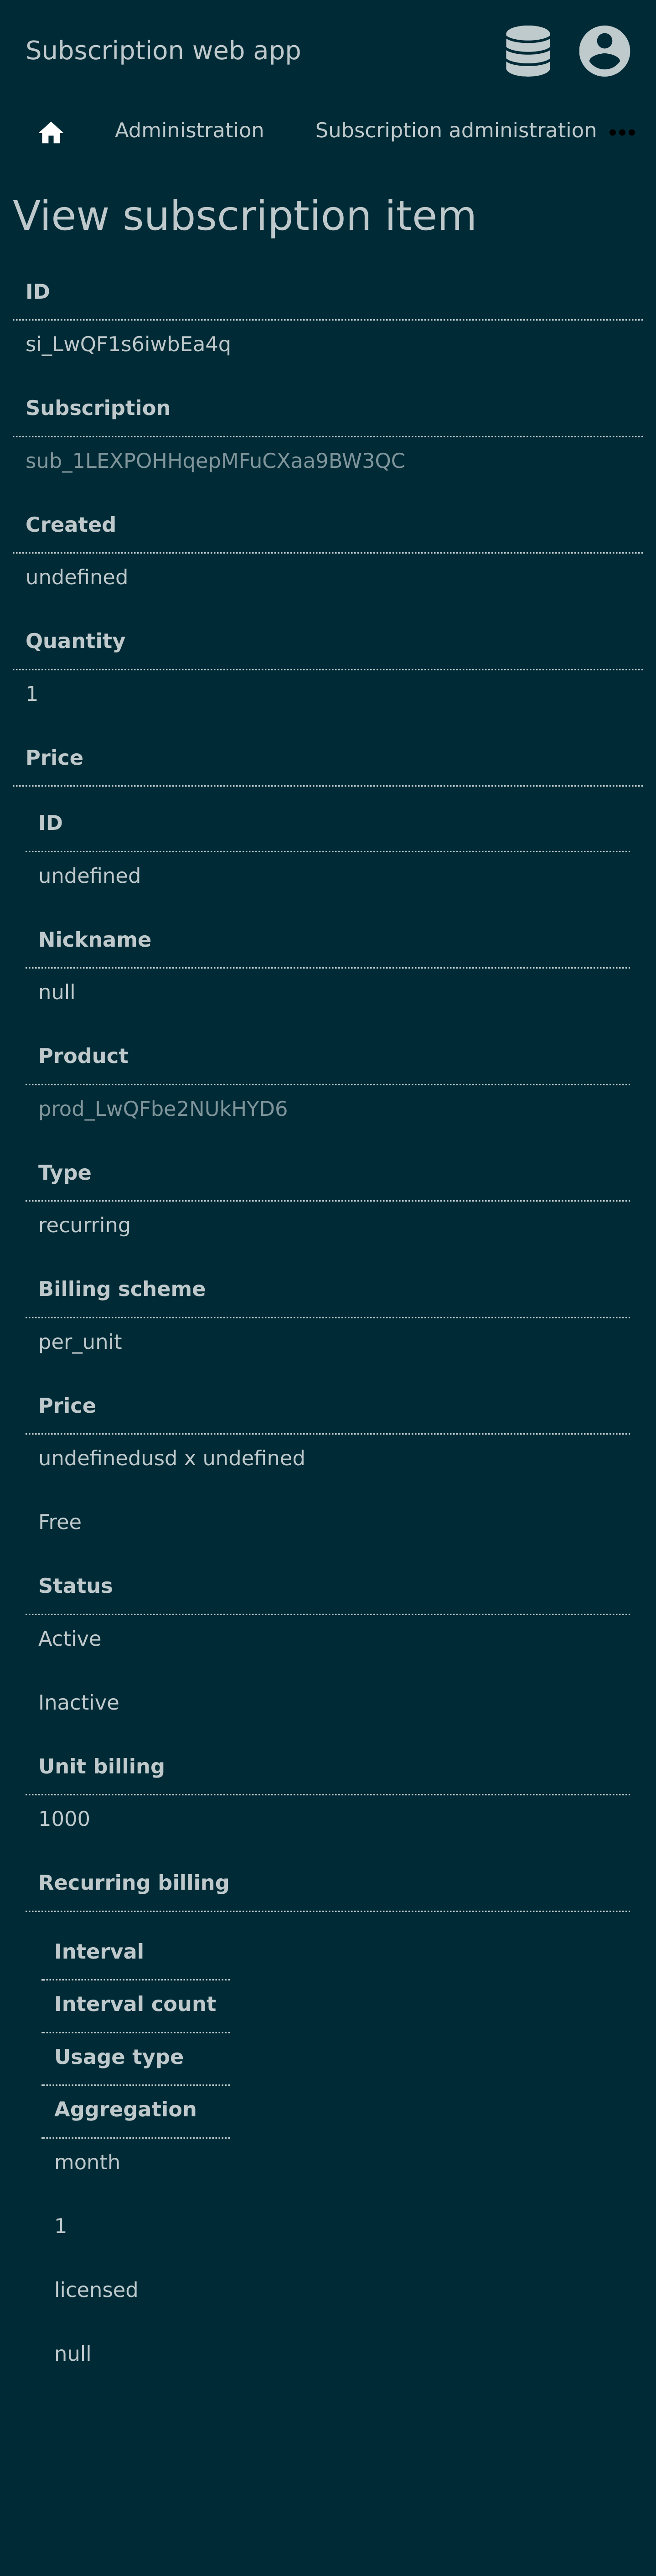 Subscription web app
Administration
Subscription administration
View subscription item
ID
si_LwQF1s6iwbEa4q
Subscription
sub_1LEXPOHHqepMFuCXaa9BW3QC
Created
undefined
Quantity
1
Price
ID
undefined
Nickname
null
Product
prod_LwQFbe2NUkHYD6
Type
recurring
Billing scheme
per_unit
Price
undefinedusd x undefined
Free
Status
Active
Inactive
Unit billing
1000
Recurring billing
Interval
Interval count
Usage type
Aggregation
month
1
licensed
null